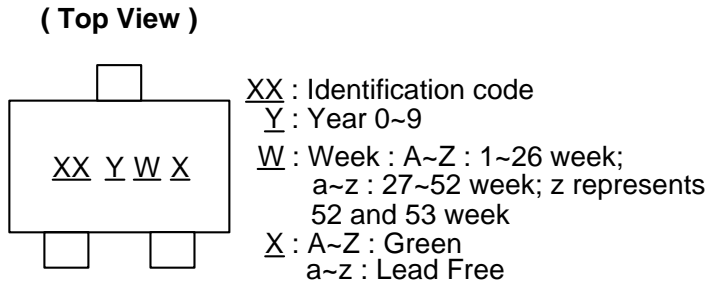 ( Top View )
XX Y W X
XX : Identification code
Y : Year 0~9
W : Week : A~Z : 1~26 week;
a~z : 27~52 week; z represents
52 and 53 week
X : A~Z : Green
a~z : Lead Free